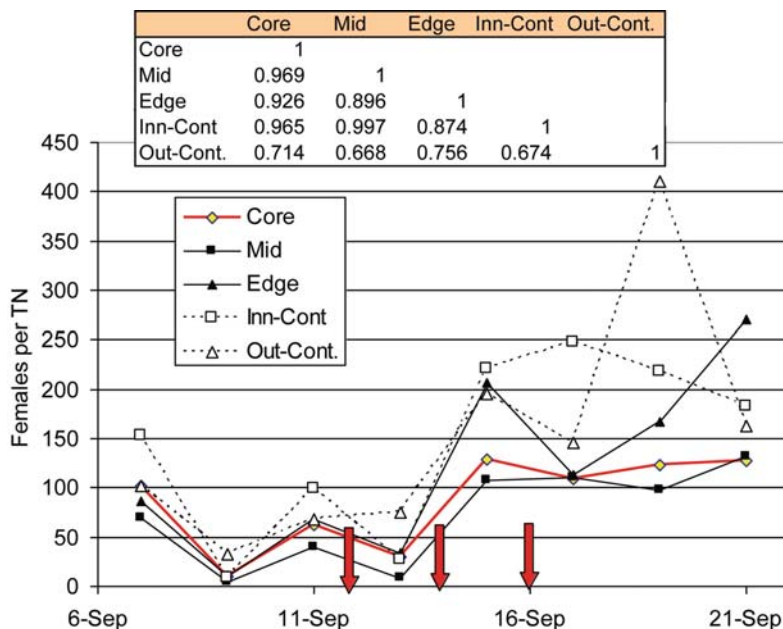 Core Mid Edge Inn-Cont Out-Cont.
Core 1
Mid 0.969 1
Edge 0.926 0.896 1
Inn-Cont 0.965 0.997 0.874 1
Out-Cont. 0.714 0.668 0.756 0.674 1
450
400
350
300
250
200
150
100
50
0
Females per TN
Core
Mid
Edge
Inn-Cont
Out-Cont.
6-Sep 11-Sep 16-Sep 21-Sep